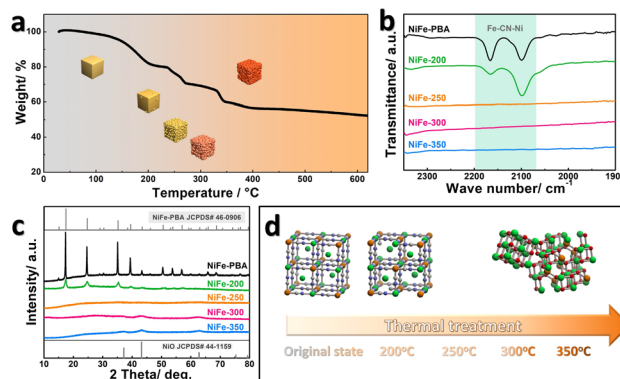 a
100
80
60
40
20
0
Weight/ %
0 100 200 300 400 500 600
Temperature / °C
b
NiFe-PBA
Fe-CN-Ni
NiFe-200
NiFe-250
NiFe-300
NiFe-350
Transmittance/ a.u.
2300 2200 2100 2000 1900
Wave number/ cm⁻¹
c
NiFe-PBA JCPDS# 46-0906
NiFe-PBA
NiFe-200
NiFe-250
NiFe-300
NiFe-350
NiO JCPDS# 44-1159
Intensity/ a.u.
10 20 30 40 50 60 70 80
2 Theta/ deg.
d
Thermal treatment
Original state 200°C 250°C 300°C 350°C